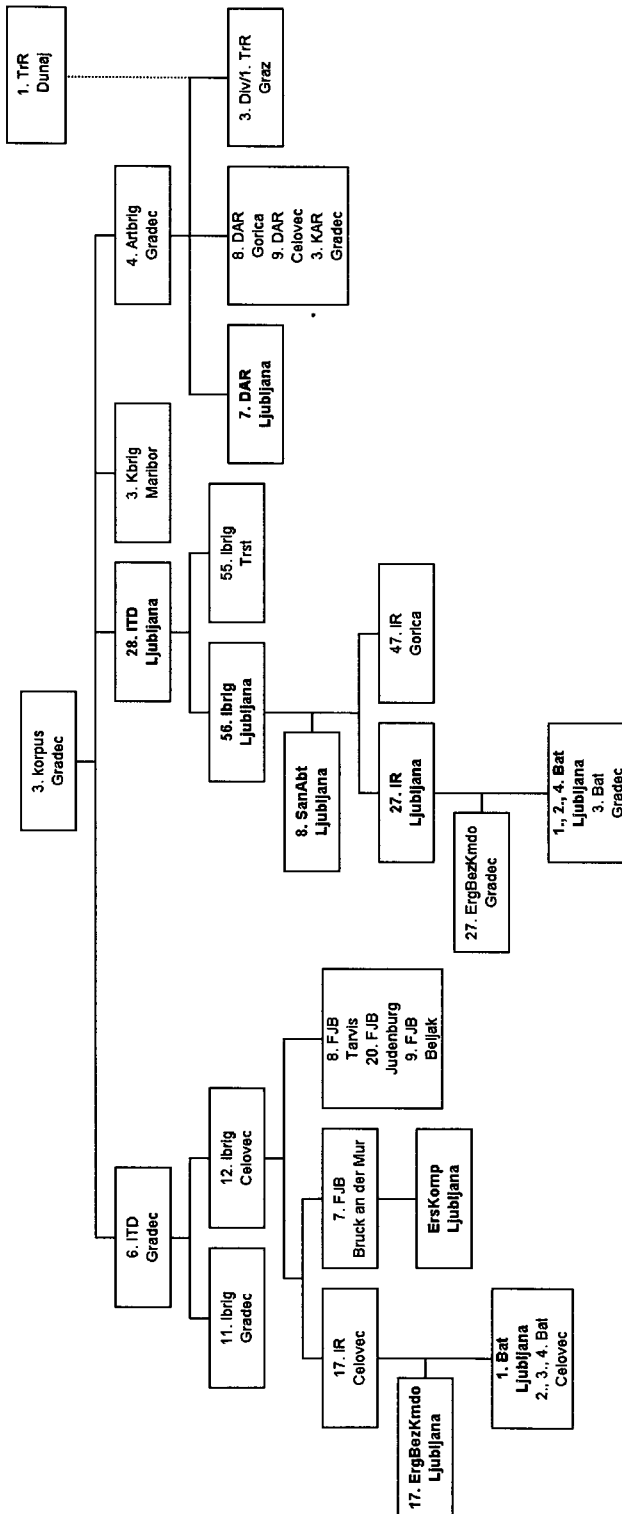 1. TrR
Dunaj
3. korpus
Gradec
6. ITD
Gradec
28. ITD
Ljubljana
3. Kbrig
Maribor
4. Artbrig
Gradec
11. Ibrig
Gradec
12. Ibrig
Celovec
56. Ibrig
Ljubljana
55. Ibrig
Trst
7. DAR
Ljubljana
8. DAR
Gorica
9. DAR
Celovec
3. KAR
Gradec
3. Div/1. TrR
Graz
8. SanAbt
Ljubljana
17. IR
Celovec
7. FJB
Bruck an der Mur
8. FJB
Tarvis
20. FJB
Judenburg
9. FJB
Beljak
27. IR
Ljubljana
47. IR
Gorica
17. ErgBezKmdo
Ljubljana
ErsKomp
Ljubljana
27. ErgBezKmdo
Gradec
1. Bat
Ljubljana
2., 3., 4. Bat
Celovec
1., 2., 4. Bat
Ljubljana
3. Bat
Gradec